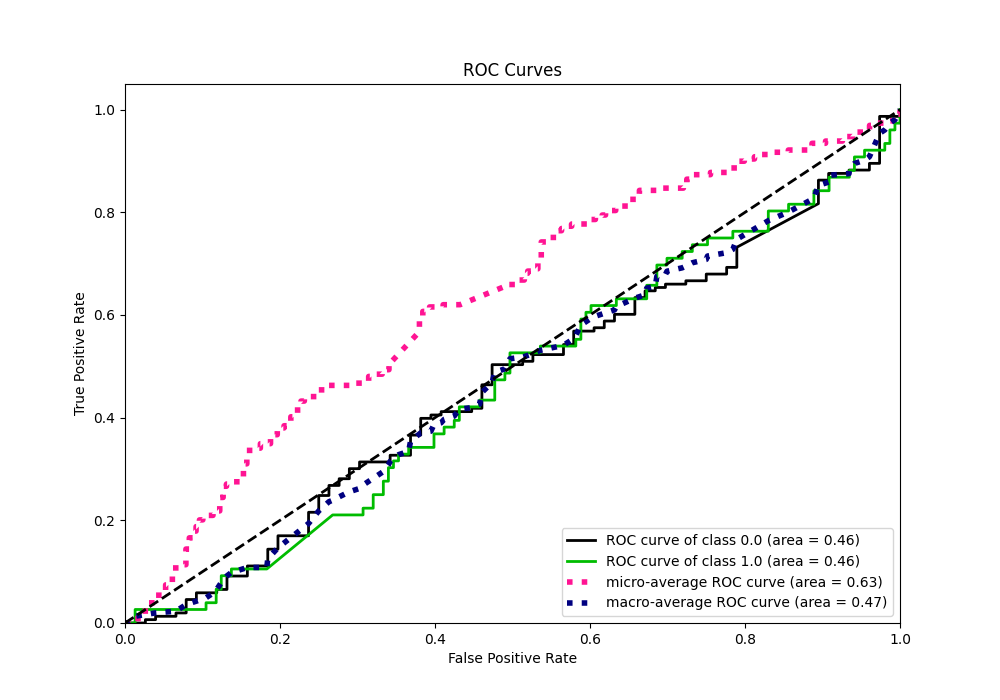 ROC Curves
True Positive Rate
1.0
0.8
0.6
0.4
0.2
0.0
0.0 0.2 0.4 0.6 0.8 1.0
False Positive Rate
ROC curve of class 0.0 (area = 0.46)
ROC curve of class 1.0 (area = 0.46)
micro-average ROC curve (area = 0.63)
macro-average ROC curve (area = 0.47)